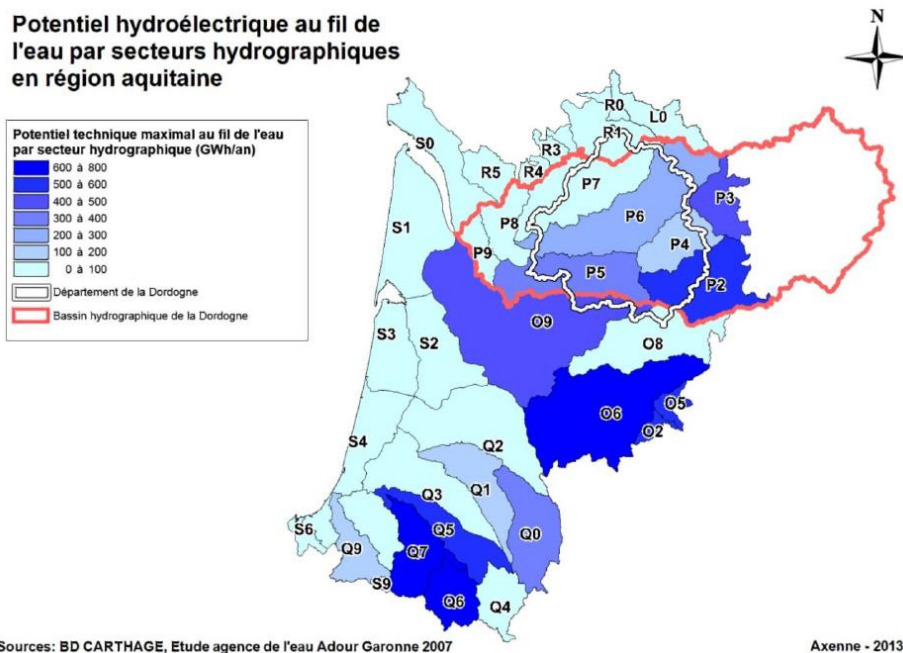 Potentiel hydroélectrique au fil de
l'eau par secteurs hydrographiques
en région aquitaine
N
Potentiel technique maximal au fil de l'eau
par secteur hydrographique (GWh/an)
600 à 800
500 à 600
400 à 500
300 à 400
200 à 300
100 à 200
0 à 100
Département de la Dordogne
Bassin hydrographique de la Dordogne
R0
L0
R1
S0
R3
R5
R4
P7
P3
P6
P8
S1
P4
P9
P5
P2
O9
S3
S2
O8
O6
O5
O2
S4
Q2
Q3
Q1
S6
Q5
Q0
Q9
Q7
S9
Q6
Q4
Sources: BD CARTHAGE, Etude agence de l'eau Adour Garonne 2007
Axenne - 2013